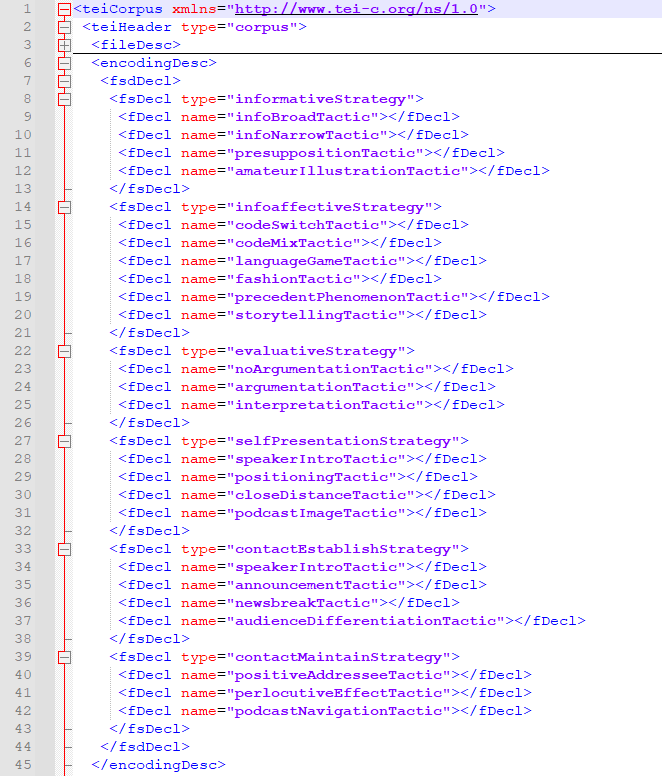 1 <teiCorpus xmlns="http://www.tei-c.org/ns/1.0">
2 <teiHeader type="corpus">
3 <fileDesc>
6 <encodingDesc>
7 <fsdDecl>
8 <fsDecl type="informativeStrategy">
9 <fDecl name="infoBroadTactic"></fDecl>
10 <fDecl name="infoNarrowTactic"></fDecl>
11 <fDecl name="presuppositionTactic"></fDecl>
12 <fDecl name="amateurIllustrationTactic"></fDecl>
13 </fsDecl>
14 <fsDecl type="infoaffectiveStrategy">
15 <fDecl name="codeSwitchTactic"></fDecl>
16 <fDecl name="codeMixTactic"></fDecl>
17 <fDecl name="languageGameTactic"></fDecl>
18 <fDecl name="fashionTactic"></fDecl>
19 <fDecl name="precedentPhenomenonTactic"></fDecl>
20 <fDecl name="storytellingTactic"></fDecl>
21 </fsDecl>
22 <fsDecl type="evaluativeStrategy">
23 <fDecl name="noArgumentationTactic"></fDecl>
24 <fDecl name="argumentationTactic"></fDecl>
25 <fDecl name="interpretationTactic"></fDecl>
26 </fsDecl>
27 <fsDecl type="selfPresentationStrategy">
28 <fDecl name="speakerIntroTactic"></fDecl>
29 <fDecl name="positioningTactic"></fDecl>
30 <fDecl name="closeDistanceTactic"></fDecl>
31 <fDecl name="podcastImageTactic"></fDecl>
32 </fsDecl>
33 <fsDecl type="contactEstablishStrategy">
34 <fDecl name="speakerIntroTactic"></fDecl>
35 <fDecl name="announcementTactic"></fDecl>
36 <fDecl name="newsbreakTactic"></fDecl>
37 <fDecl name="audienceDifferentiationTactic"></fDecl>
38 </fsDecl>
39 <fsDecl type="contactMaintainStrategy">
40 <fDecl name="positiveAddresseeTactic"></fDecl>
41 <fDecl name="perlocutiveEffectTactic"></fDecl>
42 <fDecl name="podcastNavigationTactic"></fDecl>
43 </fsDecl>
44 </fsdDecl>
45 </encodingDesc>